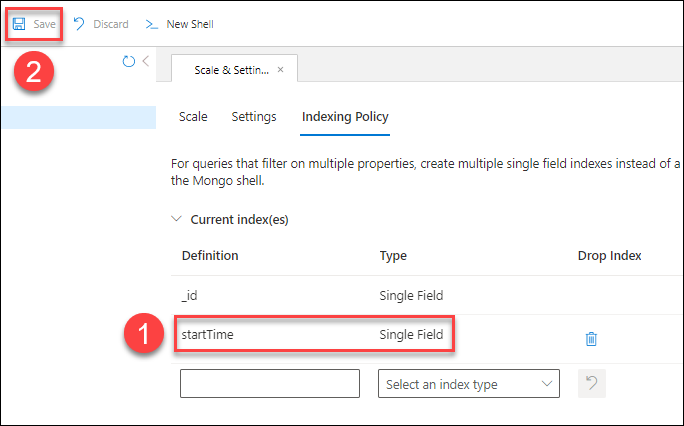 Save Discard New Shell
2
Scale & Settin...
Scale Settings Indexing Policy
For queries that filter on multiple properties, create multiple single field indexes instead of a
the Mongo shell.
Current index(es)
Definition Type Drop Index
_id Single Field
1 startTime Single Field
Select an index type